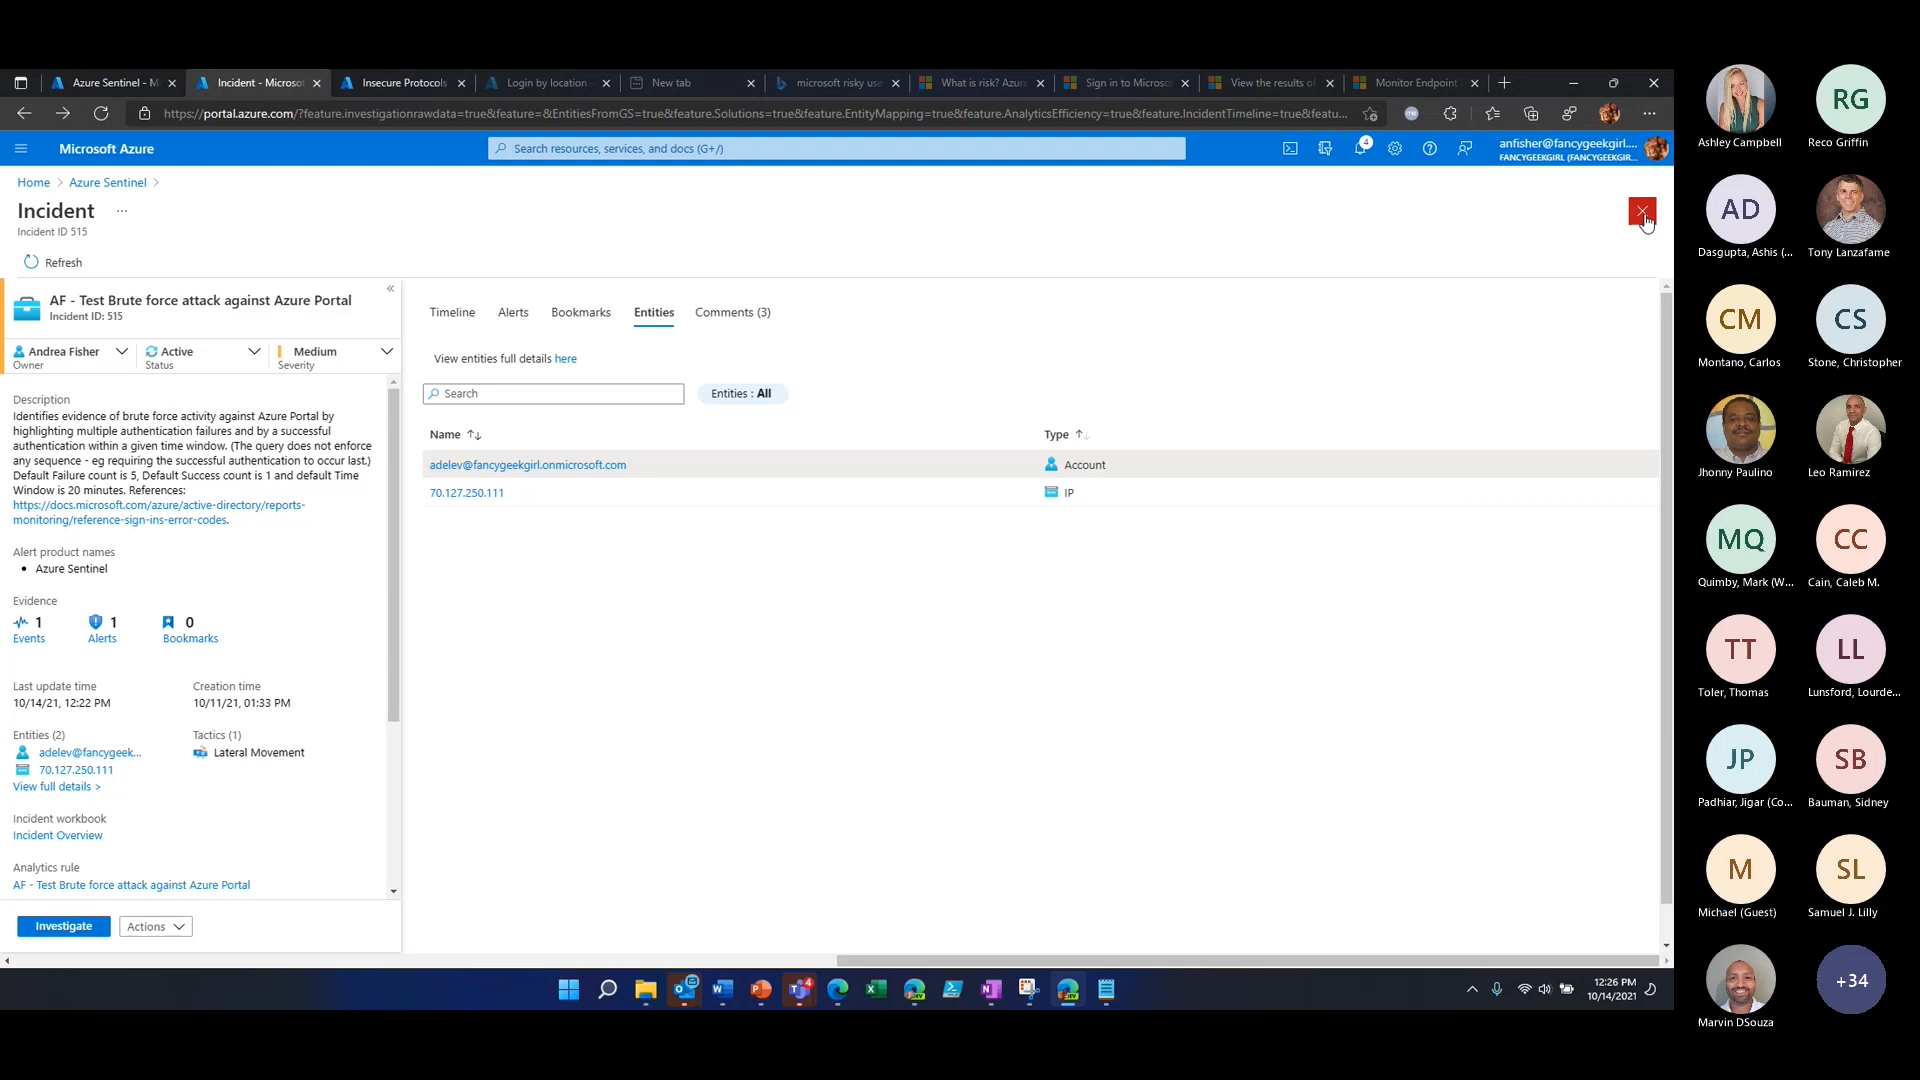 Azure Sentinel - M
Incident - Microso
Insecure Protocols
Login by location -
New tab
microsoft risky use
What is risk? Azure
Sign in to Microso
View the results o
Monitor Endpoint
https://portal.azure.com/?feature.investigationrawdata=true&feature=&EntitiesFromGS=true&feature.Solutions=true&feature.EntityMapping=true&feature.AnalyticsEfficiency=true&feature.IncidentTimeline=true&featu...
Microsoft Azure
Search resources, services, and docs (G+/)
4
anfisher@fancygeekgirl....
FANCYGEEKGIRL (FANCYGEEKGIR...
Home > Azure Sentinel >
Incident ...
Incident ID 515
Refresh
AF - Test Brute force attack against Azure Portal
Incident ID: 515
Andrea Fisher
Owner
Active
Status
Medium
Severity
Description
Identifies evidence of brute force activity against Azure Portal by
highlighting multiple authentication failures and by a successful
authentication within a given time window. (The query does not enforce
any sequence - eg requiring the successful authentication to occur last.)
Default Failure count is 5, Default Success count is 1 and default Time
Window is 20 minutes. References:
https://docs.microsoft.com/azure/active-directory/reports-
monitoring/reference-sign-ins-error-codes.
Alert product names
• Azure Sentinel
Evidence
1
Events
1
Alerts
0
Bookmarks
Last update time
10/14/21, 12:22 PM
Creation time
10/11/21, 01:33 PM
Entities (2)
adelev@fancygeek...
70.127.250.111
View full details >
Tactics (1)
Lateral Movement
Incident workbook
Incident Overview
Analytics rule
AF - Test Brute force attack against Azure Portal
Investigate
Actions
Timeline
Alerts
Bookmarks
Entities
Comments (3)
View entities full details here
Search
Entities : All
Name
Type
adelev@fancygeekgirl.onmicrosoft.com
Account
70.127.250.111
IP
12:26 PM
10/14/2021
Ashley Campbell
RG
Reco Griffin
AD
Dasgupta, Ashis (...
Tony Lanzafame
CM
Montano, Carlos
CS
Stone, Christopher
Jhonny Paulino
Leo Ramirez
MQ
Quimby, Mark (W...
CC
Cain, Caleb M.
TT
Toler, Thomas
LL
Lunsford, Lourde...
JP
Padhiar, Jigar (Co...
SB
Bauman, Sidney
M
Michael (Guest)
SL
Samuel J. Lilly
Marvin DSouza
+34